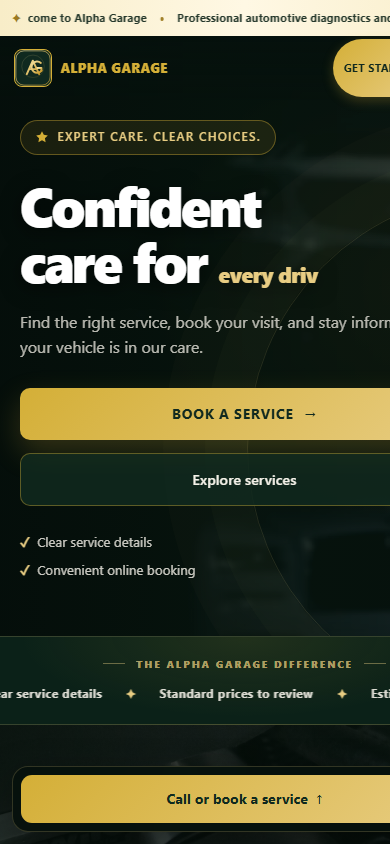 ✦ come to Alpha Garage • Professional automotive diagnostics and
AG ALPHA GARAGE
GET STA
★ EXPERT CARE. CLEAR CHOICES.
Confident
care for every driv
Find the right service, book your visit, and stay inform
your vehicle is in our care.
BOOK A SERVICE →
Explore services
✓ Clear service details
✓ Convenient online booking
THE ALPHA GARAGE DIFFERENCE
ar service details ✦ Standard prices to review ✦ Esti
Call or book a service ↑